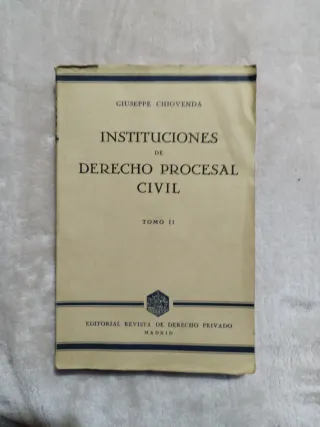 GIUSEPPE CHIOVENDA
INSTITUCIONES
DE
DERECHO PROCESAL
CIVIL
TOMO II
EDITORIAL REVISTA DE DERECHO PRIVADO
MADRID